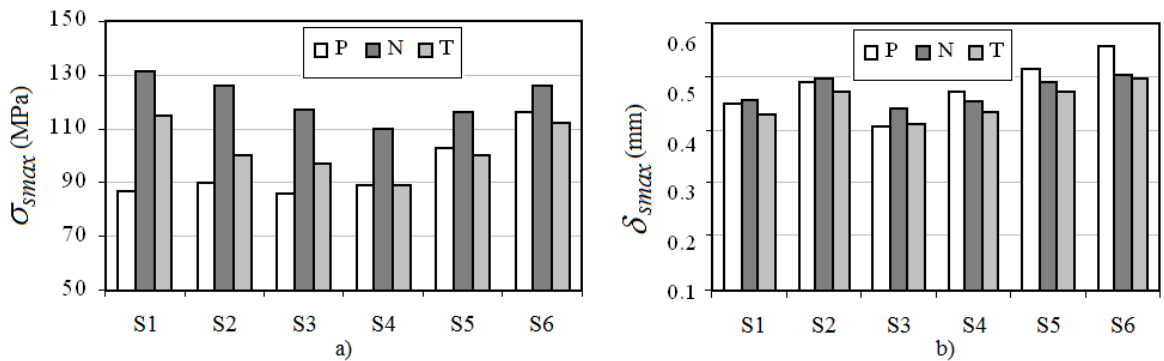 σsmax (MPa)
150
130
110
90
70
50
P N T
S1 S2 S3 S4 S5 S6
a)
δsmax (mm)
0.6
0.5
0.4
0.3
0.2
0.1
P N T
S1 S2 S3 S4 S5 S6
b)